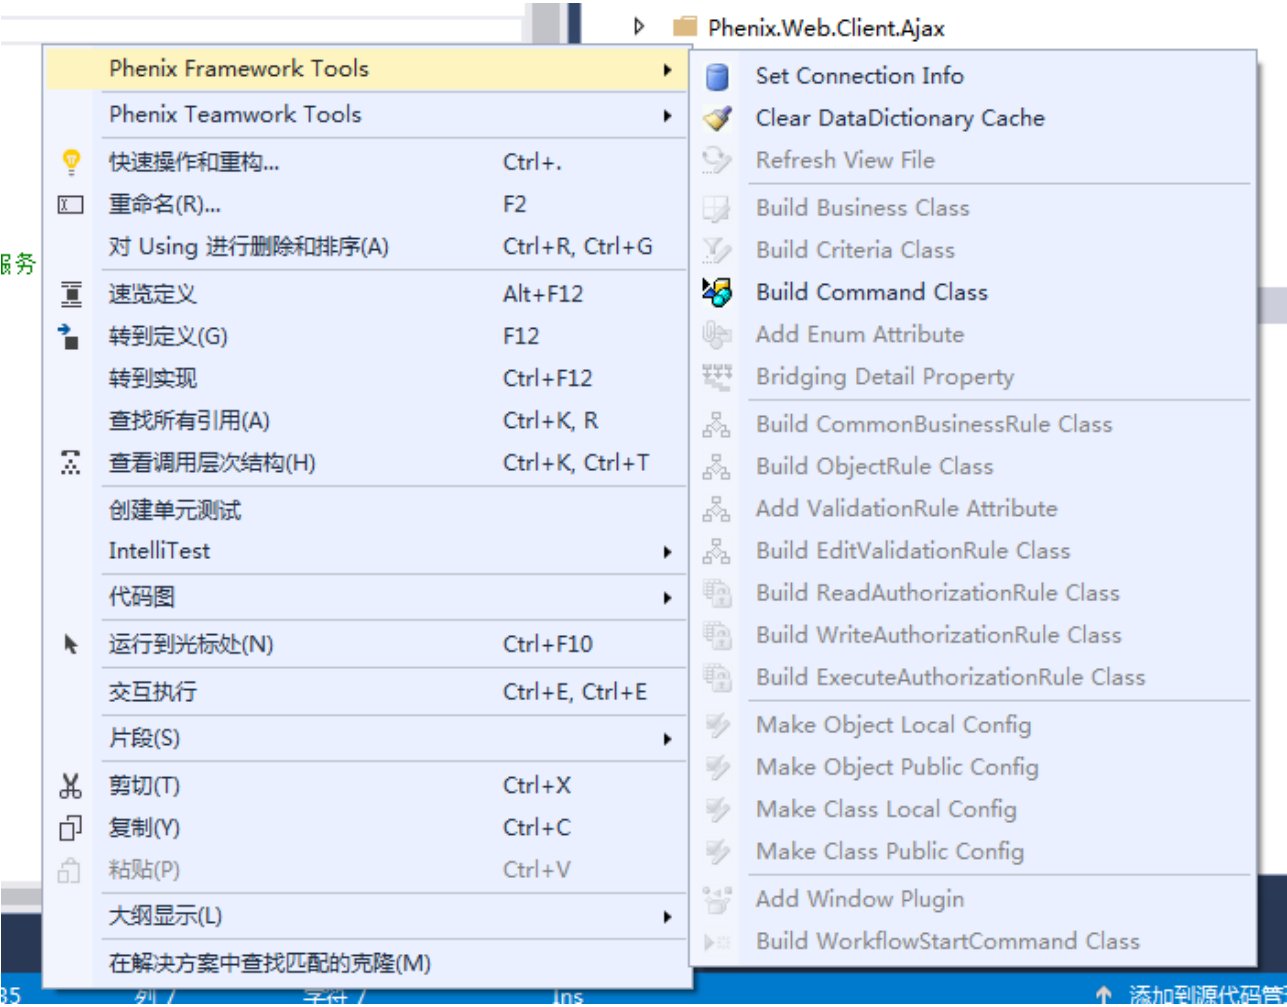 Phenix.Web.Client.Ajax
服务
Phenix Framework Tools
Phenix Teamwork Tools
快速操作和重构... Ctrl+.
重命名(R)... F2
对 Using 进行删除和排序(A) Ctrl+R, Ctrl+G
速览定义 Alt+F12
转到定义(G) F12
转到实现 Ctrl+F12
查找所有引用(A) Ctrl+K, R
查看调用层次结构(H) Ctrl+K, Ctrl+T
创建单元测试
IntelliTest
代码图
运行到光标处(N) Ctrl+F10
交互执行 Ctrl+E, Ctrl+E
片段(S)
剪切(T) Ctrl+X
复制(Y) Ctrl+C
粘贴(P) Ctrl+V
大纲显示(L)
在解决方案中查找匹配的克隆(M)
Set Connection Info
Clear DataDictionary Cache
Refresh View File
Build Business Class
Build Criteria Class
Build Command Class
Add Enum Attribute
Bridging Detail Property
Build CommonBusinessRule Class
Build ObjectRule Class
Add ValidationRule Attribute
Build EditValidationRule Class
Build ReadAuthorizationRule Class
Build WriteAuthorizationRule Class
Build ExecuteAuthorizationRule Class
Make Object Local Config
Make Object Public Config
Make Class Local Config
Make Class Public Config
Add Window Plugin
Build WorkflowStartCommand Class
35 列 7 字符 7 Ins 添加到源代码管